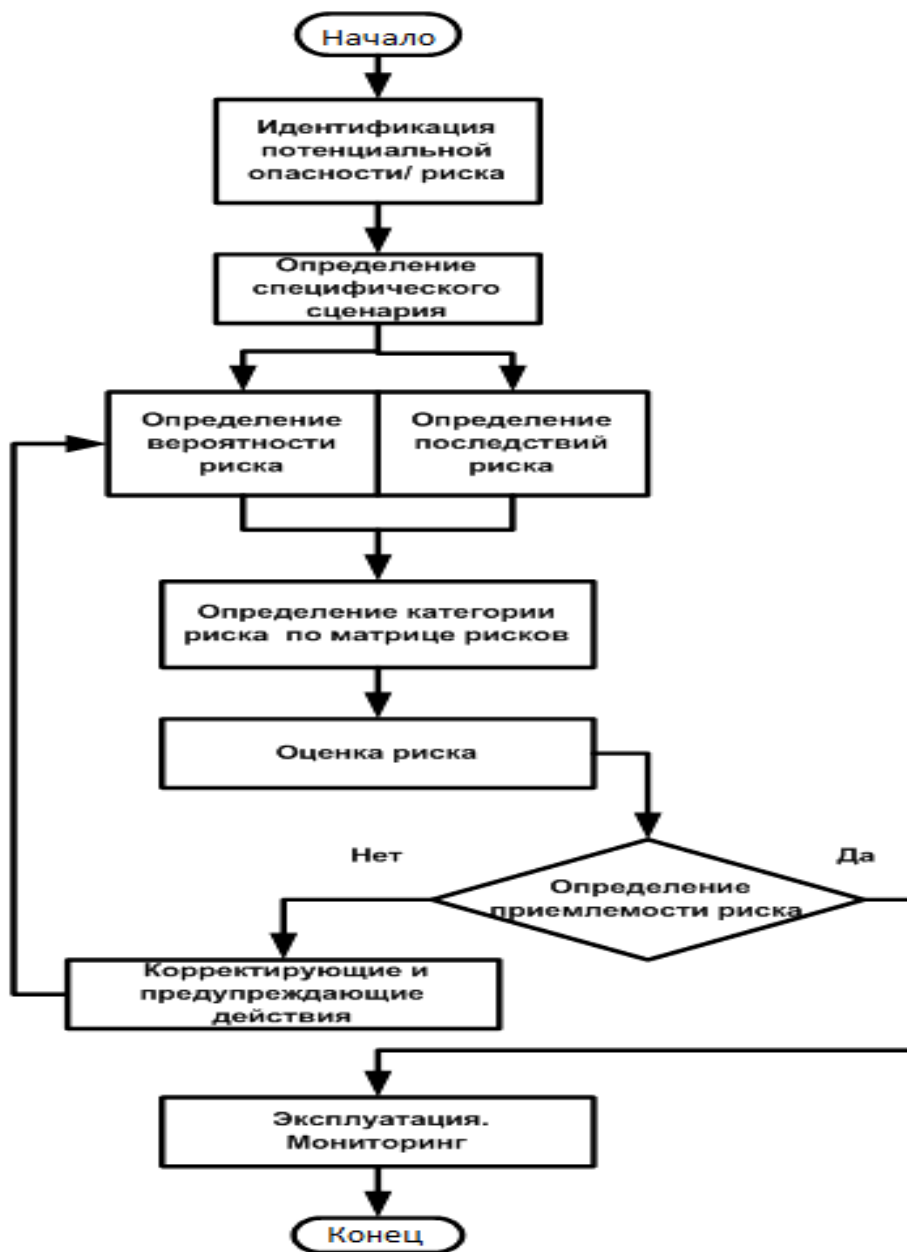 Начало
Идентификация
потенциальной
опасности/ риска
Определение
специфического
сценария
Определение
вероятности
риска
Определение
последствий
риска
Определение категории
риска по матрице рисков
Оценка риска
Нет
Да
Определение
приемлемости риска
Корректирующие и
предупреждающие
действия
Эксплуатация.
Мониторинг
Конец